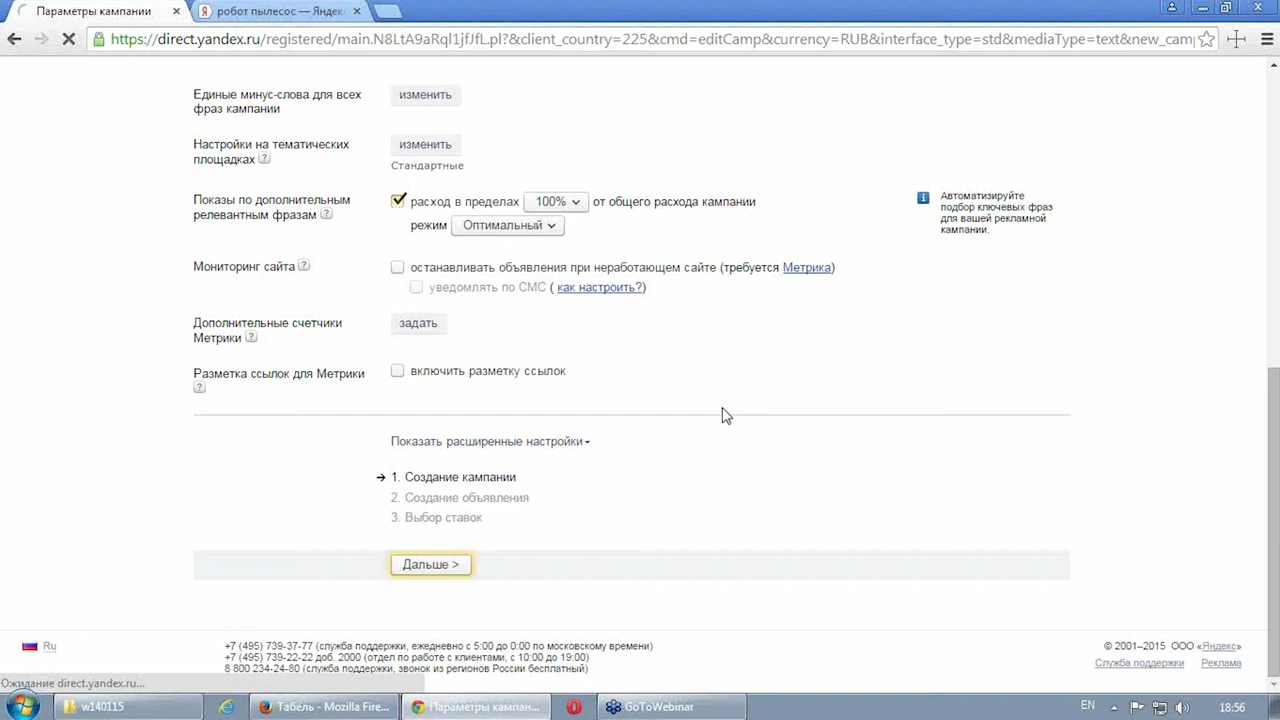 Параметры кампании
робот пылесос — Яндекс
https://direct.yandex.ru/registered/main.N8LtA9aRqI1jfJfL.pl?&client_country=225&cmd=editCamp&currency=RUB&interface_type=std&mediaType=text&new_camp
Единые минус-слова для всех
фраз кампании
изменить
Настройки на тематических
площадках ?
изменить
Стандартные
Показы по дополнительным
релевантным фразам ?
расход в пределах 100% от общего расхода кампании
режим Оптимальный
Автоматизируйте
подбор ключевых фраз
для вашей рекламной
кампании.
Мониторинг сайта ?
останавливать объявления при неработающем сайте (требуется Метрика)
уведомлять по СМС ( как настроить?)
Дополнительные счетчики
Метрики ?
задать
Разметка ссылок для Метрики
?
включить разметку ссылок
Показать расширенные настройки
→ 1. Создание кампании
2. Создание объявления
3. Выбор ставок
Дальше >
Ru
+7 (495) 739-37-77 (служба поддержки, ежедневно с 5:00 до 0:00 по московскому времени)
+7 (495) 739-22-22 доб. 2000 (отдел по работе с клиентами, с 10:00 до 19:00)
8 800 234-24-80 (служба поддержки, звонок из регионов России бесплатный)
© 2001–2015 ООО «Яндекс»
Служба поддержки Реклама
Ожидание direct.yandex.ru...
w140115
Табель - Mozilla Fire...
Параметры кампан...
GoToWebinar
EN
18:56